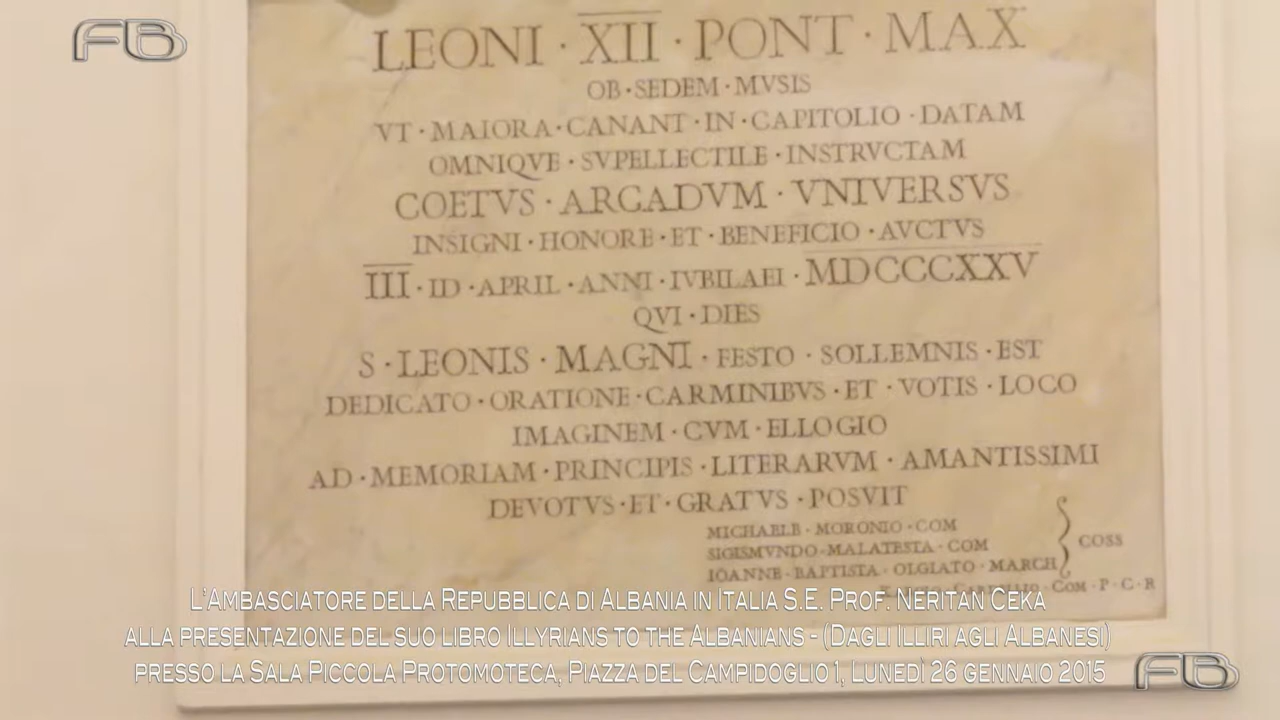 FB
LEONI · XII · PONT · MAX
OB · SEDEM · MVSIS
VT · MAIORA · CANANT · IN · CAPITOLIO · DATAM
OMNIQVE · SVPELLECTILE · INSTRVCTAM
COETVS · ARCADVM · VNIVERSVS
INSIGNI · HONORE · ET · BENEFICIO · AVCTVS
III · ID · APRIL · ANNI · IVBILAEI · MDCCCXXV
QVI · DIES
S · LEONIS · MAGNI · FESTO · SOLLEMNIS · EST
DEDICATO · ORATIONE · CARMINIBVS · ET · VOTIS · LOCO
IMAGINEM · CVM · ELLOGIO
AD · MEMORIAM · PRINCIPIS · LITERARVM · AMANTISSIMI
DEVOTVS · ET · GRATVS · POSVIT
MICHAELE · MORONIO · COM
SIGISMVNDO · MALATESTA · COM
IOANNE · BAPTISTA · OLGIATO · MARCH
COSS
COM · P · C · R
L'Ambasciatore della Repubblica di Albania in Italia S.E. Prof. Neritan Ceka
alla presentazione del suo libro Illyrians to the Albanians - (Dagli Illiri agli Albanesi)
presso la Sala Piccola Protomoteca, Piazza del Campidoglio 1, Lunedì 26 gennaio 2015
FB